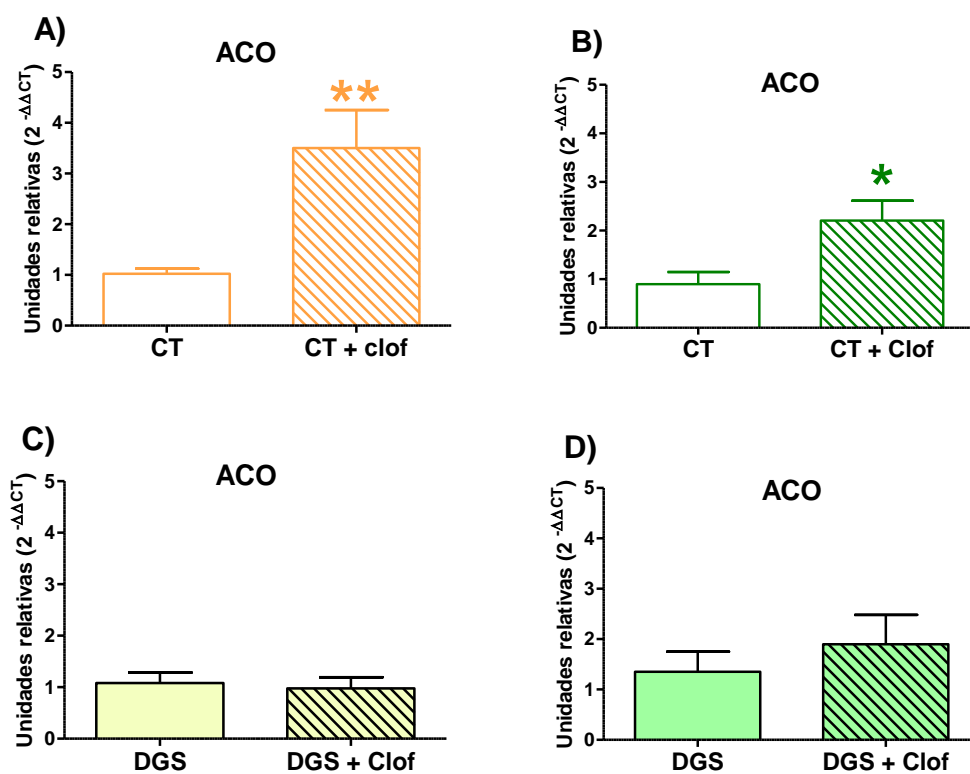 A)
ACO
Unidades relativas (2 -ΔΔCT)
5
4
3
2
1
0
**
CT
CT + clof
B)
ACO
Unidades relativas (2 -ΔΔCT)
5
4
3
2
1
0
*
CT
CT + Clof
C)
ACO
Unidades relativas (2 -ΔΔCT)
5
4
3
2
1
0
DGS
DGS + Clof
D)
ACO
Unidades relativas (2 -ΔΔCT)
5
4
3
2
1
0
DGS
DGS + Clof